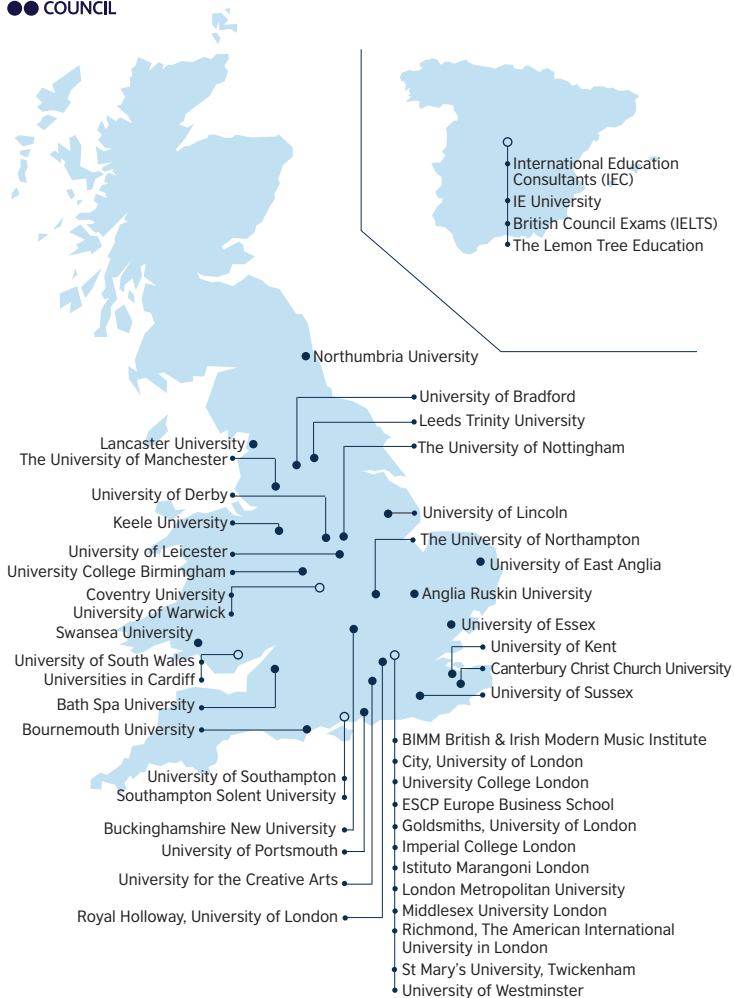 COUNCIL
International Education
Consultants (IEC)
IE University
British Council Exams (IELTS)
The Lemon Tree Education
Northumbria University
University of Bradford
Leeds Trinity University
Lancaster University
The University of Nottingham
The University of Manchester
University of Derby
University of Lincoln
Keele University
The University of Northampton
University of Leicester
University of East Anglia
University College Birmingham
Coventry University
Anglia Ruskin University
University of Warwick
University of Essex
Swansea University
University of Kent
University of South Wales
Canterbury Christ Church University
Universities in Cardiff
University of Sussex
Bath Spa University
Bournemouth University
BIMM British & Irish Modern Music Institute
City, University of London
University of Southampton
University College London
Southampton Solent University
ESCP Europe Business School
Buckinghamshire New University
Goldsmiths, University of London
University of Portsmouth
Imperial College London
Istituto Marangoni London
University for the Creative Arts
London Metropolitan University
Middlesex University London
Royal Holloway, University of London
Richmond, The American International
University in London
St Mary's University, Twickenham
University of Westminster